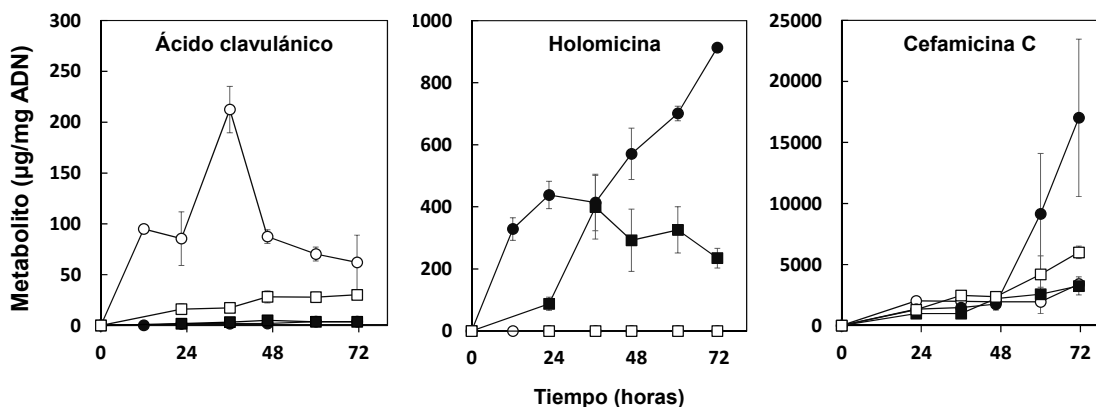 Metabolito (µg/mg ADN)
Ácido clavulánico
300
250
200
150
100
50
0
0 24 48 72
Holomicina
1000
800
600
400
200
0
0 24 48 72
Cefamicina C
25000
20000
15000
10000
5000
0
0 24 48 72
Tiempo (horas)